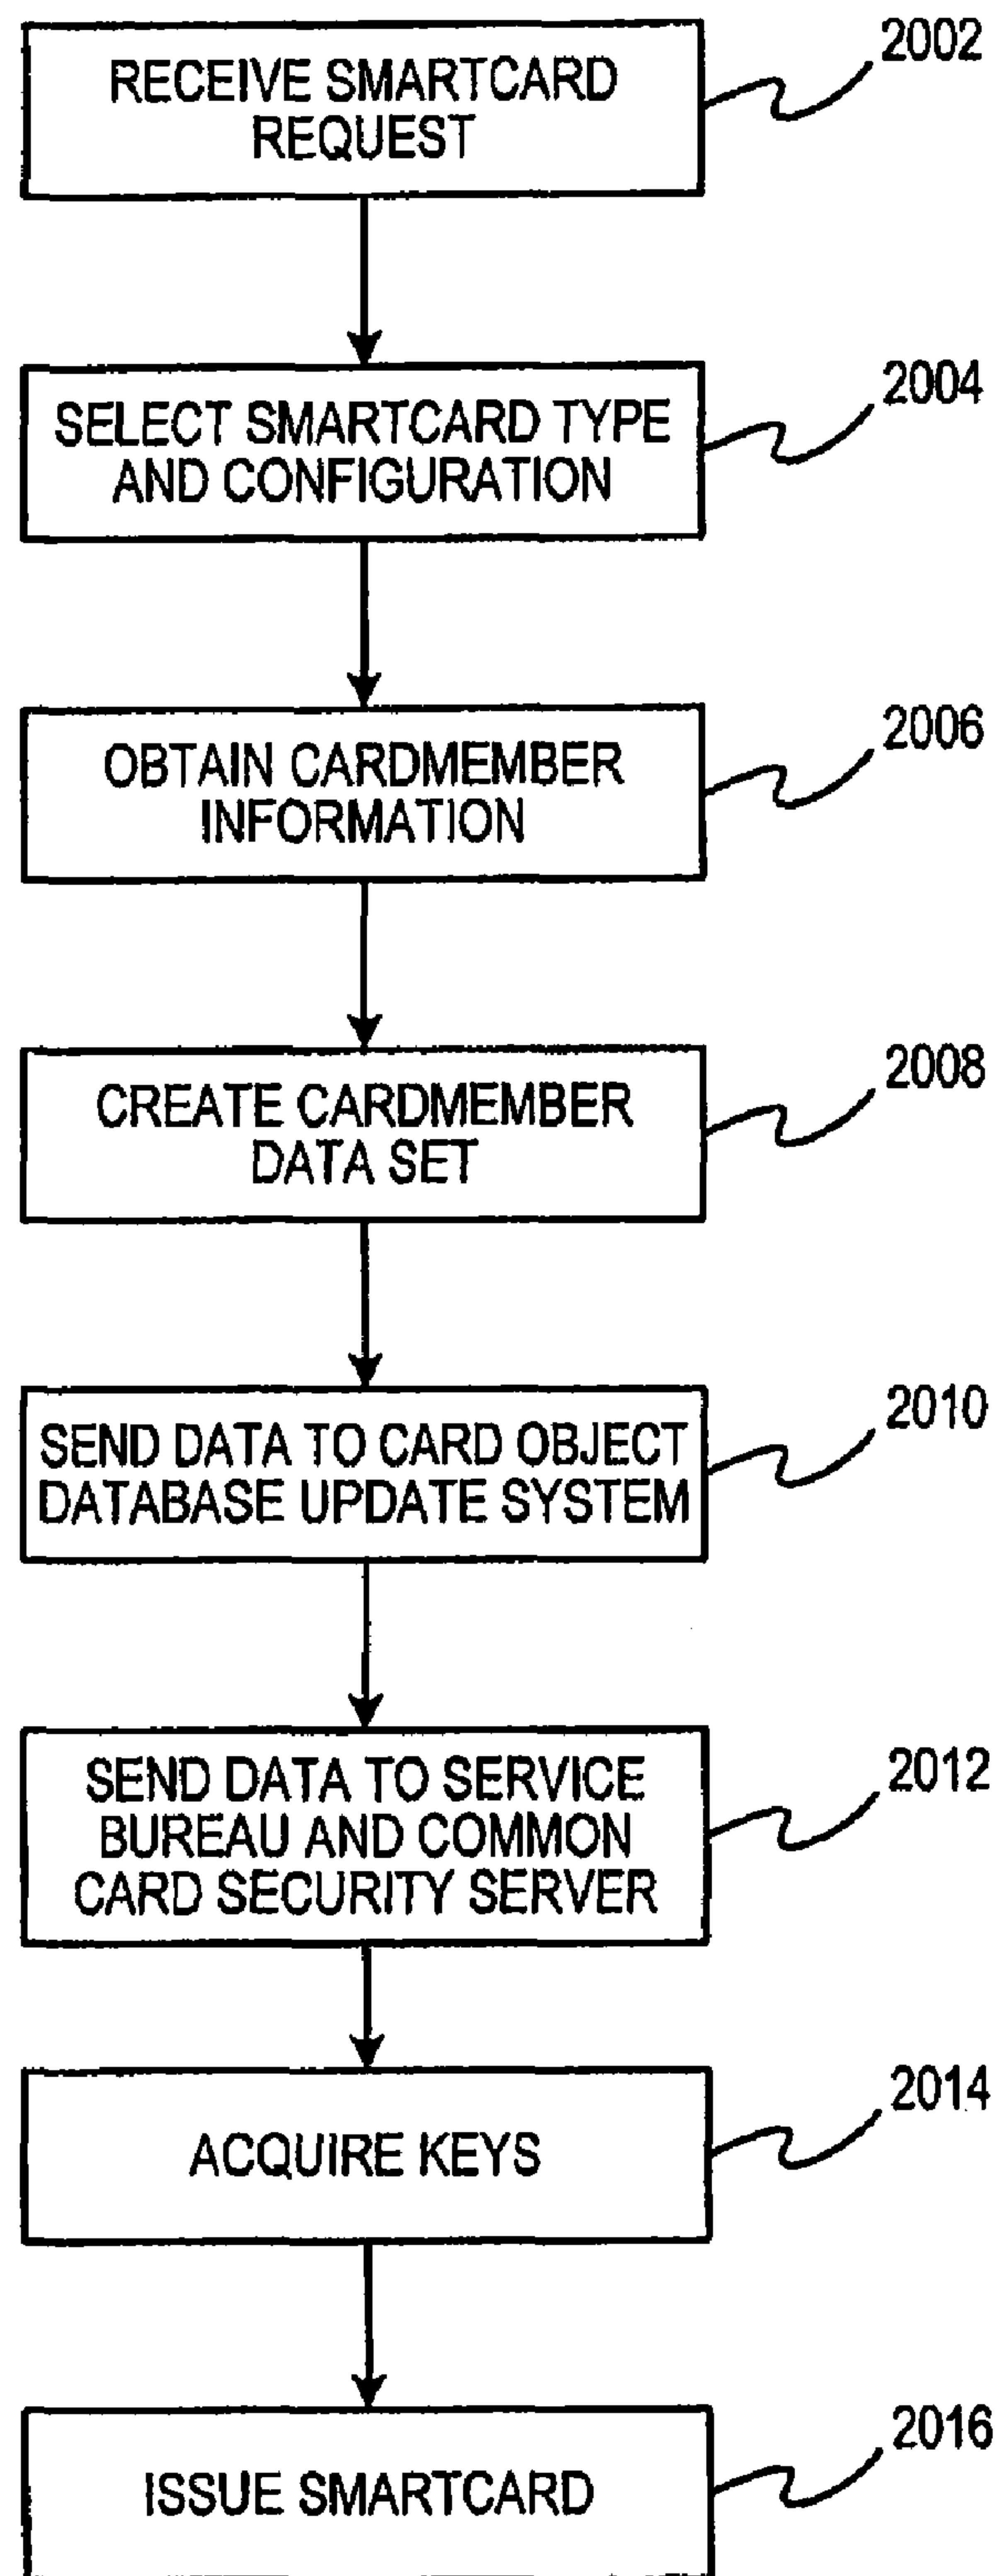 RECEIVE SMARTCARD
REQUEST
2002
SELECT SMARTCARD TYPE
AND CONFIGURATION
2004
OBTAIN CARDMEMBER
INFORMATION
2006
CREATE CARDMEMBER
DATA SET
2008
SEND DATA TO CARD OBJECT
DATABASE UPDATE SYSTEM
2010
SEND DATA TO SERVICE
BUREAU AND COMMON
CARD SECURITY SERVER
2012
ACQUIRE KEYS
2014
ISSUE SMARTCARD
2016